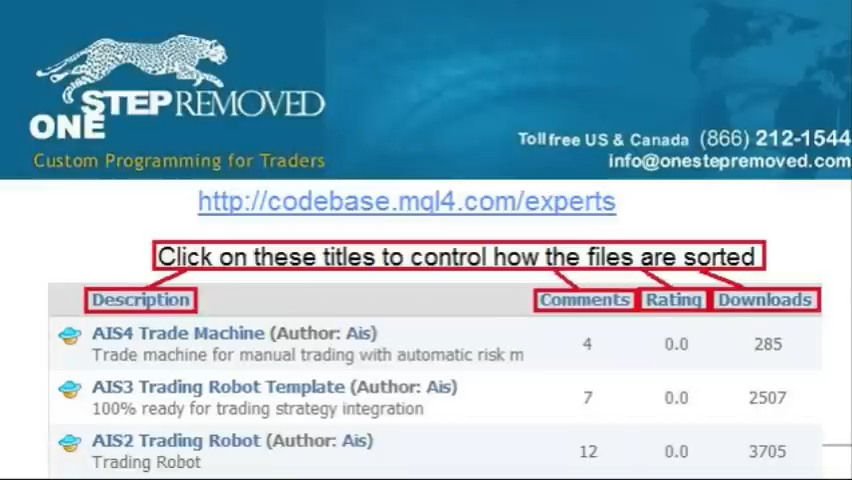 ONE STEP REMOVED
Custom Programming for Traders
Toll free US & Canada (866) 212-1544
info@onestepremoved.com
http://codebase.mql4.com/experts
Click on these titles to control how the files are sorted
Description Comments Rating Downloads
AIS4 Trade Machine (Author: Ais)
Trade machine for manual trading with automatic risk m
4 0.0 285
AIS3 Trading Robot Template (Author: Ais)
100% ready for trading strategy integration
7 0.0 2507
AIS2 Trading Robot (Author: Ais)
Trading Robot
12 0.0 3705